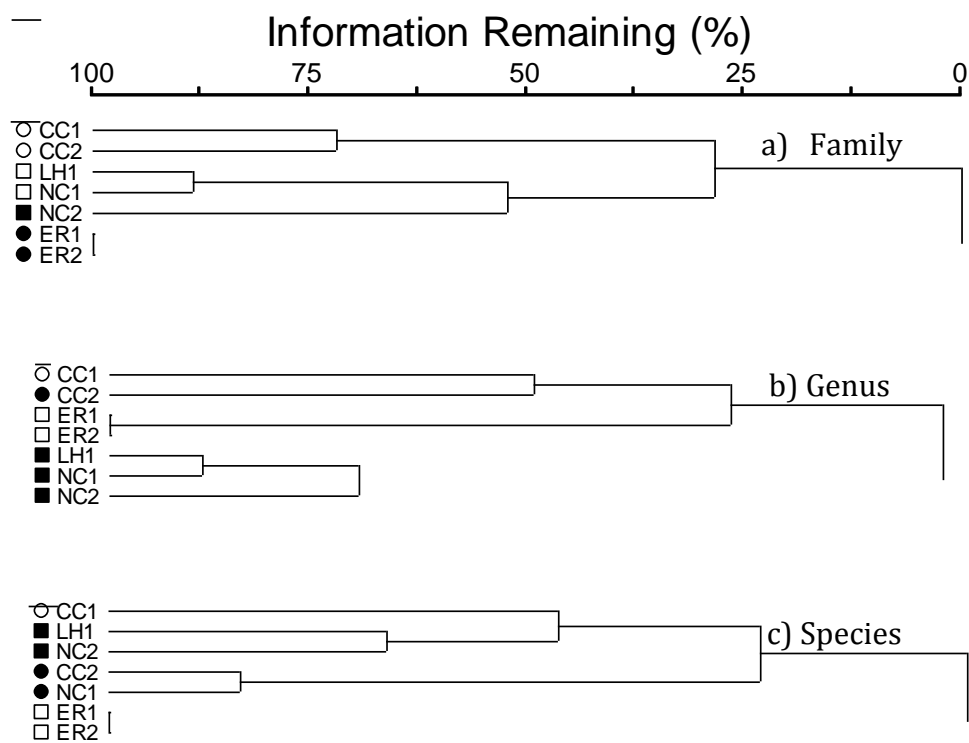 Information Remaining (%)
100 75 50 25 0
CC1
CC2
LH1
NC1
NC2
ER1
ER2
a) Family
CC1
CC2
ER1
ER2
LH1
NC1
NC2
b) Genus
CC1
LH1
NC2
CC2
NC1
ER1
ER2
c) Species